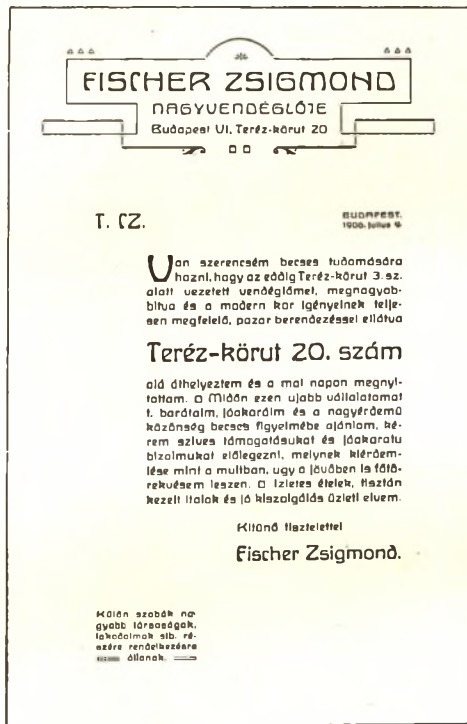 FISCHER ZSIGMOND
NAGYVENDÉGLŐJE
Budapest VI. Teréz-körut 20
T. CZ.
BUDAPEST,
1906. julius 9.
Van szerencsém becses tudomására
hozni, hogy az eddig Teréz-körut 3. sz.
alatt vezetett vendéglőmet, megnagyob-
bitva és a modern kor igényeinek telje-
sen megfelelő, pazar berendezéssel ellátva
Teréz-körut 20. szám
alá áthelyeztem és a mai napon megnyi-
tottam. Midőn ezen ujabb vállalatomat
t. barátaim, jóakaróim és a nagyérdemű
közönség becses figyelmébe ajánlom, ké-
rem szives támogatásukat és jóakaratu
bizalmukat előlegezni, melynek kiérdem-
lése mint a multban, ugy a jövőben is főtö-
rekvésem leszen. Izletes ételek, tisztán
kezelt italok és jó kiszolgálás üzleti elvem.
Kitünő tisztelettel
Fischer Zsigmond.
Külön szobák na-
gyobb társaságok,
lakodalmak stb. ré-
szére rendelkezésre
állanak.